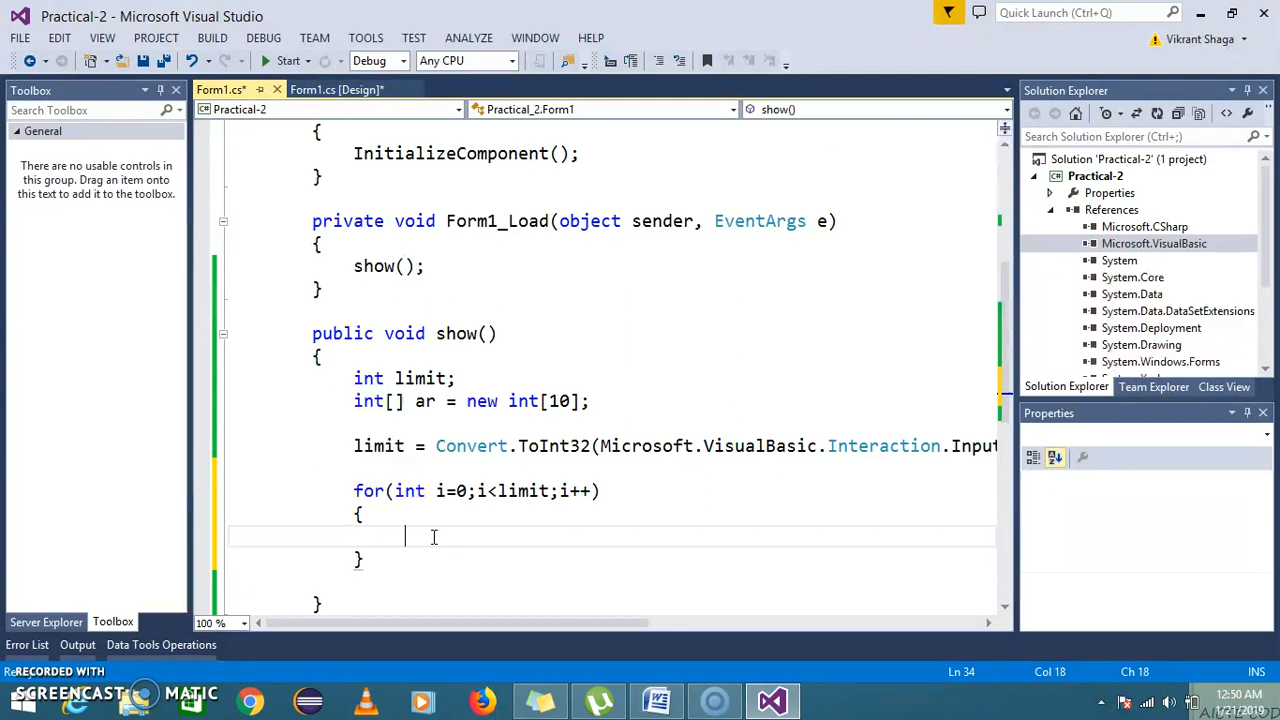 Practical-2 - Microsoft Visual Studio
Quick Launch (Ctrl+Q)
FILE EDIT VIEW PROJECT BUILD DEBUG TEAM TOOLS TEST ANALYZE WINDOW HELP
Vikrant Shaga
Start Debug Any CPU
Toolbox
Search Toolbox
General
There are no usable controls in
this group. Drag an item onto
this text to add it to the toolbox.
Server Explorer Toolbox
Form1.cs* Form1.cs [Design]*
Practical-2 Practical_2.Form1 show()
{
InitializeComponent();
}
private void Form1_Load(object sender, EventArgs e)
{
show();
}
public void show()
{
int limit;
int[] ar = new int[10];
limit = Convert.ToInt32(Microsoft.VisualBasic.Interaction.Input
for(int i=0;i<limit;i++)
{
}
}
100 %
Solution Explorer
Search Solution Explorer (Ctrl+;)
Solution 'Practical-2' (1 project)
Practical-2
Properties
References
Microsoft.CSharp
Microsoft.VisualBasic
System
System.Core
System.Data
System.Data.DataSetExtensions
System.Deployment
System.Drawing
System.Windows.Forms
Solution Explorer Team Explorer Class View
Properties
Error List Output Data Tools Operations
Ln 34 Col 18 Ch 18 INS
RECORDED WITH
SCREENCAST MATIC
12:50 AM
1/21/2019